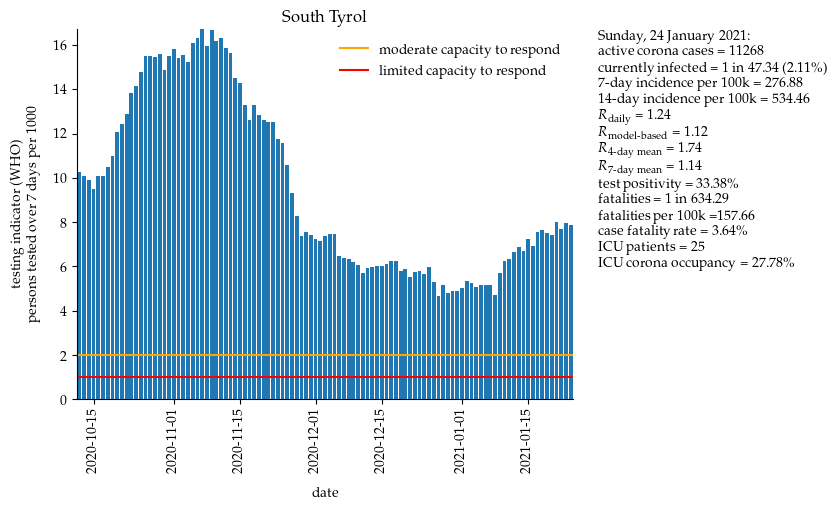 South Tyrol
testing indicator (WHO)
persons tested over 7 days per 1000
16
14
12
10
8
6
4
2
0
moderate capacity to respond
limited capacity to respond
2020-10-15
2020-11-01
2020-11-15
2020-12-01
2020-12-15
2021-01-01
2021-01-15
date
Sunday, 24 January 2021:
active corona cases = 11268
currently infected = 1 in 47.34 (2.11%)
7-day incidence per 100k = 276.88
14-day incidence per 100k = 534.46
R daily = 1.24
R model-based = 1.12
R 4-day mean = 1.74
R 7-day mean = 1.14
test positivity = 33.38%
fatalities = 1 in 634.29
fatalities per 100k =157.66
case fatality rate = 3.64%
ICU patients = 25
ICU corona occupancy = 27.78%